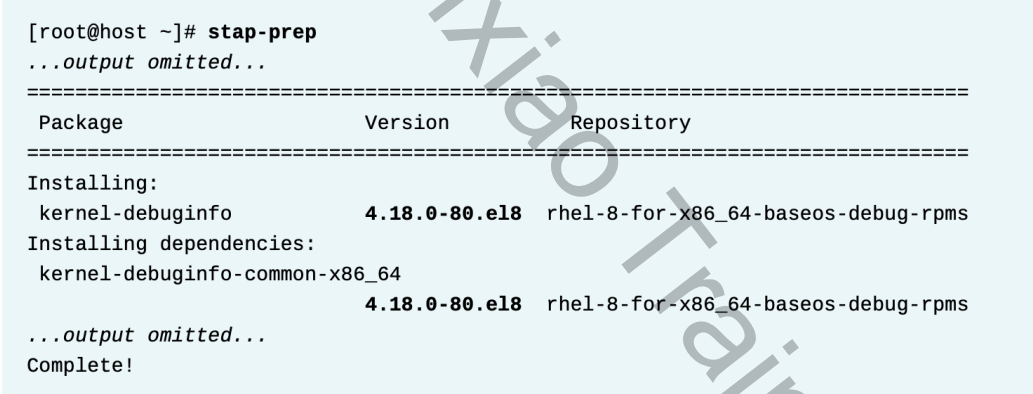 [root@host ~]# stap-prep
...output omitted...
==============================================================================
Package Version Repository
==============================================================================
Installing:
kernel-debuginfo 4.18.0-80.el8 rhel-8-for-x86_64-baseos-debug-rpms
Installing dependencies:
kernel-debuginfo-common-x86_64
4.18.0-80.el8 rhel-8-for-x86_64-baseos-debug-rpms
...output omitted...
Complete!